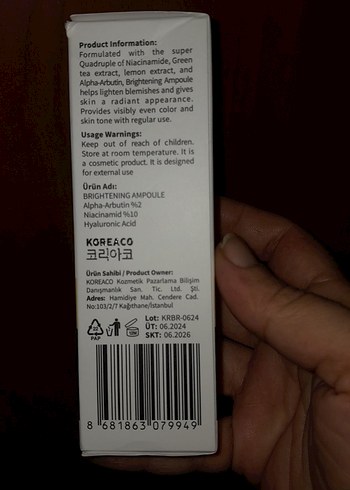 Product Information:
Formulated with the super
Quadruple of Niacinamide, Green
tea extract, lemon extract, and
Alpha-Arbutin, Brightening Ampoule
helps lighten blemishes and gives
skin a radiant appearance.
Provides visibly even color and
skin tone with regular use.
Usage Warnings:
Keep out of reach of children.
Store at room temperature. It is
a cosmetic product. It is designed
for external use
Ürün Adı:
BRIGHTENING AMPOULE
Alpha-Arbutin %2
Niacinamid %10
Hyaluronic Acid
KOREACO
코리아코
Ürün Sahibi / Product Owner:
KOREACO Kozmetik Pazarlama Bilişim
Danışmanlık San. Tic. Ltd. Şti.
Adres: Hamidiye Mah. Cendere Cad.
No:103/2/7 Kağıthane/İstanbul
Lot: KRBR-0624
ÜT: 06.2024
SKT: 06.2026
PAP
8 681863 079949